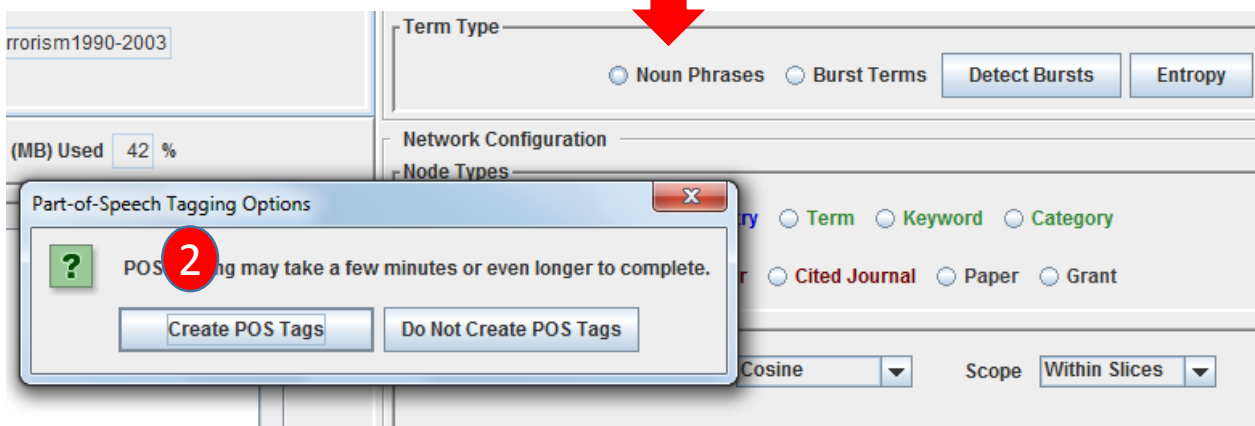 Term Type
rrorism1990-2003
Noun Phrases Burst Terms Detect Bursts Entropy
(MB) Used 42 %
Network Configuration
Node Types
Part-of-Speech Tagging Options
ry Term Keyword Category
2
POS ng may take a few minutes or even longer to complete.
r Cited Journal Paper Grant
Create POS Tags Do Not Create POS Tags
Cosine Scope Within Slices